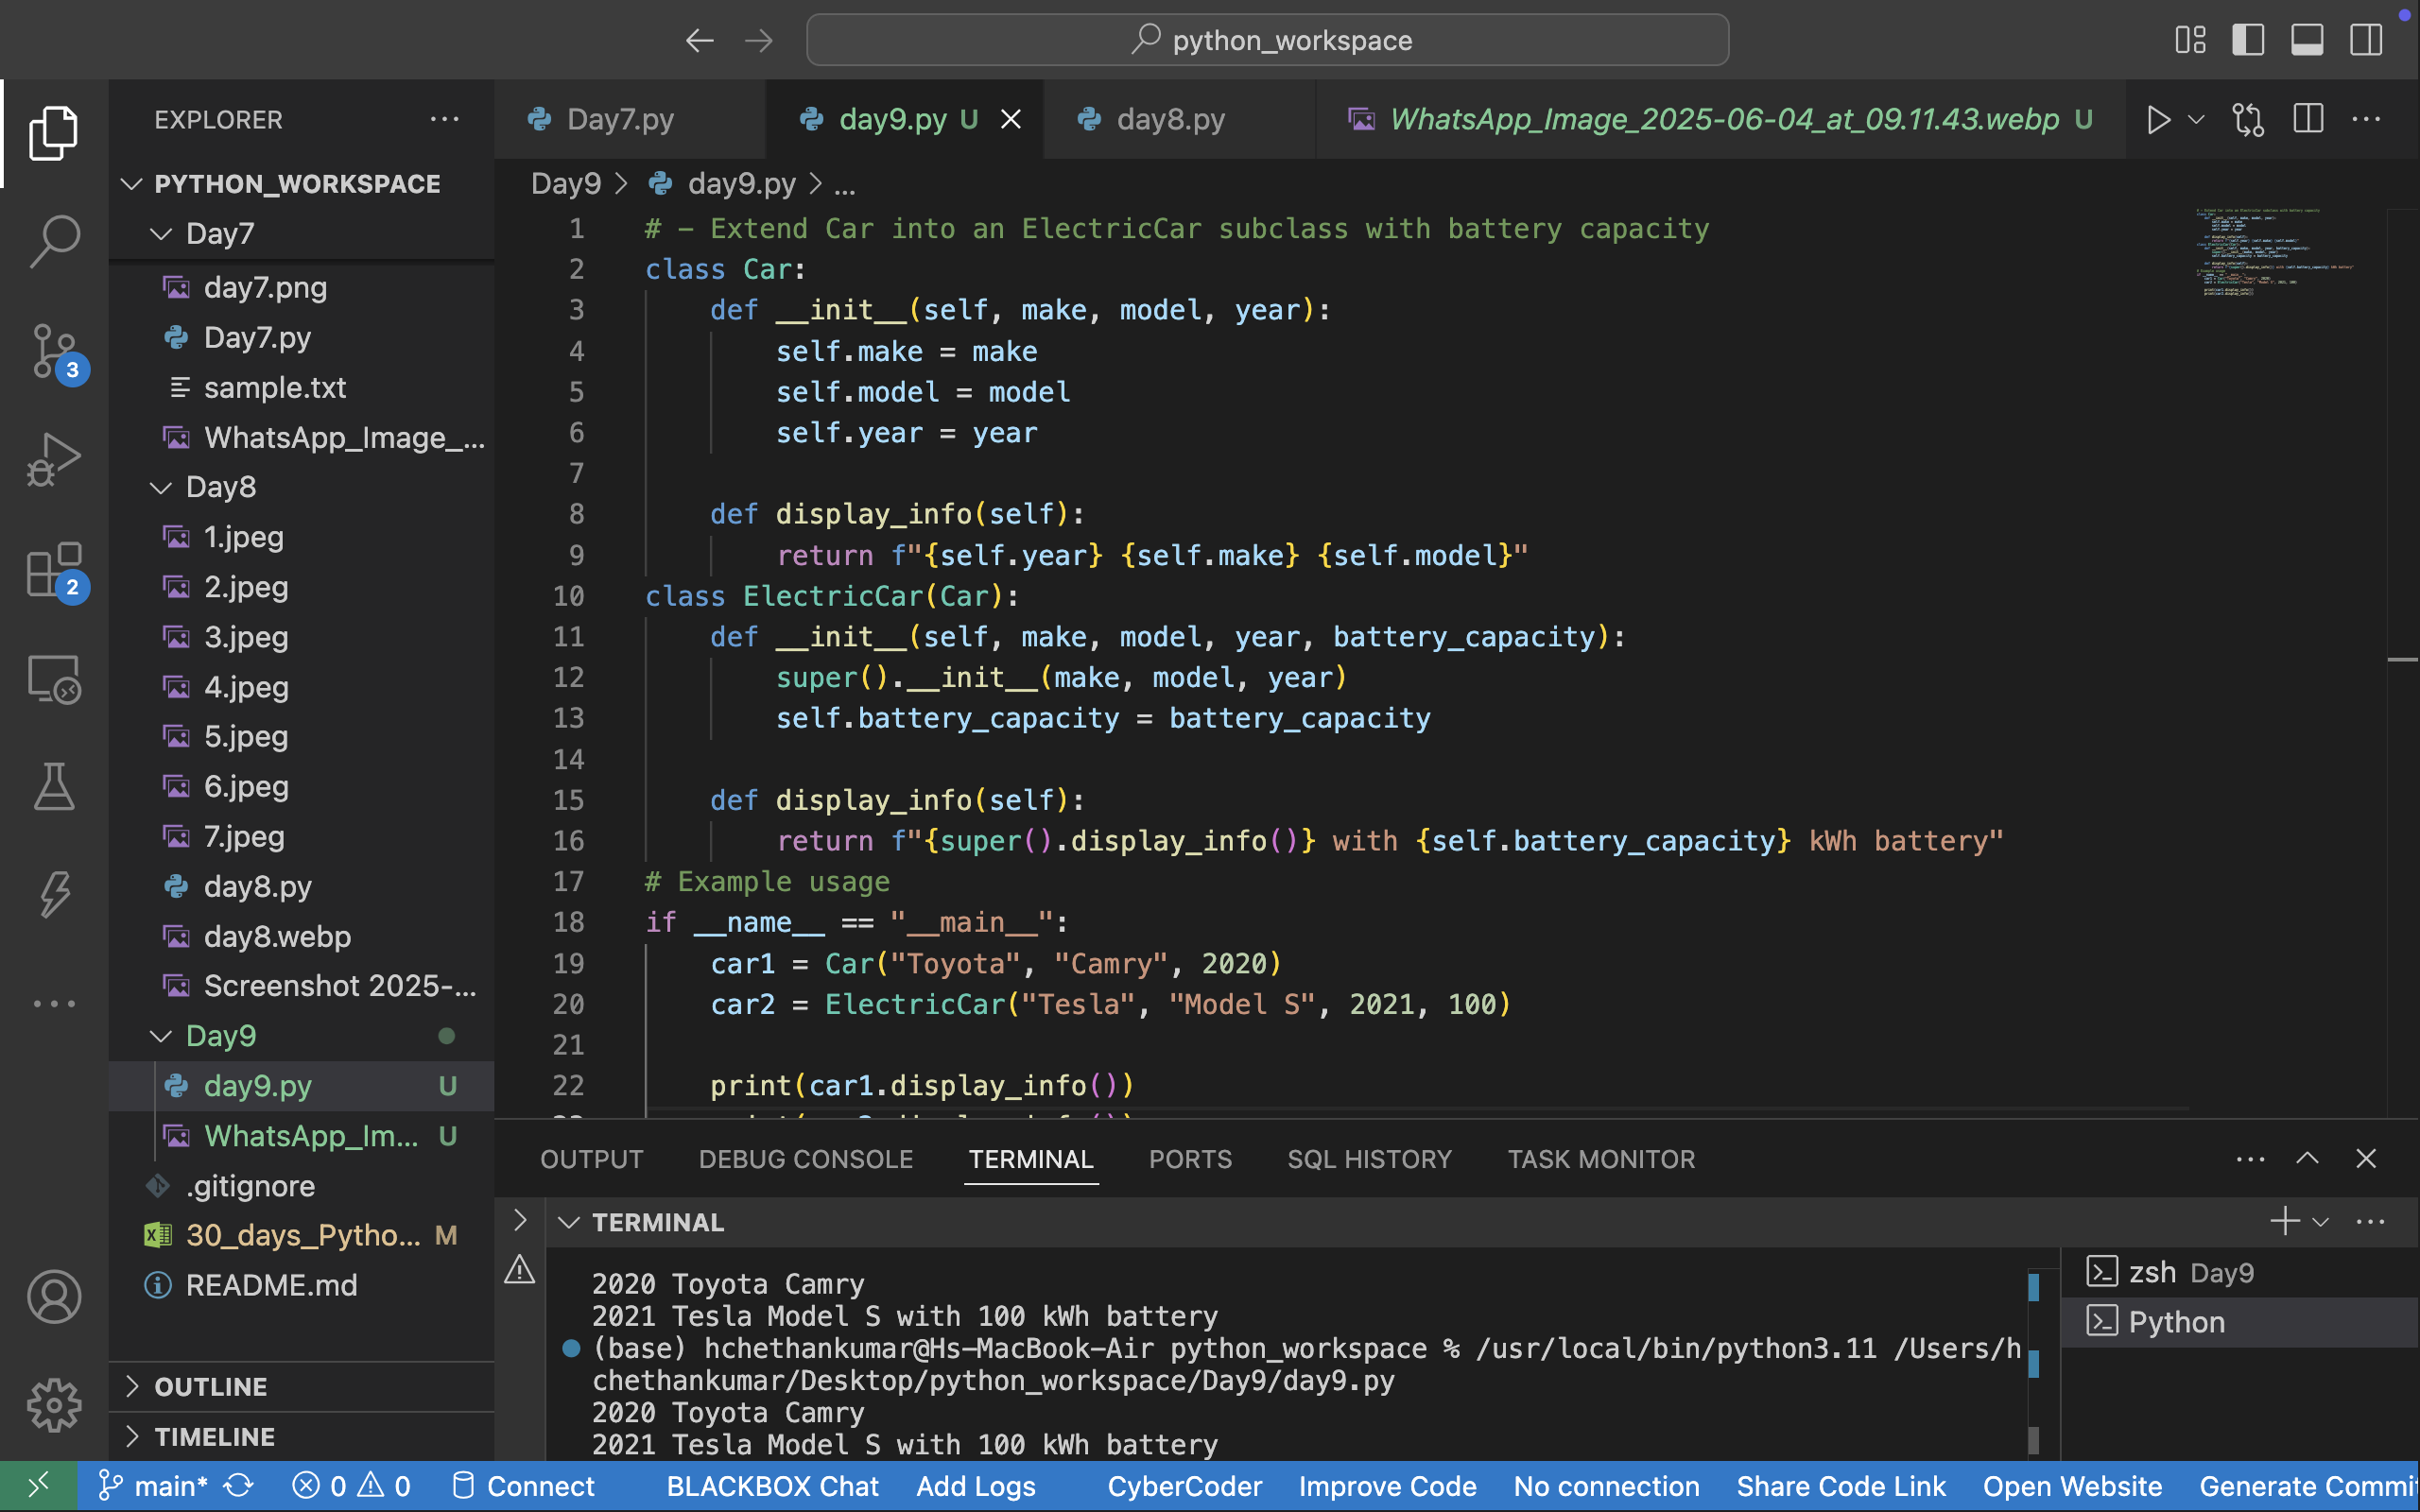 python_workspace
EXPLORER
PYTHON_WORKSPACE
Day7
day7.png
Day7.py
sample.txt
WhatsApp_Image_...
Day8
1.jpeg
2.jpeg
3.jpeg
4.jpeg
5.jpeg
6.jpeg
7.jpeg
day8.py
day8.webp
Screenshot 2025-...
Day9
day9.py U
WhatsApp_Im... U
.gitignore
30_days_Pytho... M
README.md
OUTLINE
TIMELINE
3
2
Day7.py
day9.py U
day8.py
WhatsApp_Image_2025-06-04_at_09.11.43.webp U
Day9 > day9.py > ...
1 # - Extend Car into an ElectricCar subclass with battery capacity
2 class Car:
3 def __init__(self, make, model, year):
4 self.make = make
5 self.model = model
6 self.year = year
7
8 def display_info(self):
9 return f"{self.year} {self.make} {self.model}"
10 class ElectricCar(Car):
11 def __init__(self, make, model, year, battery_capacity):
12 super().__init__(make, model, year)
13 self.battery_capacity = battery_capacity
14
15 def display_info(self):
16 return f"{super().display_info()} with {self.battery_capacity} kWh battery"
17 # Example usage
18 if __name__ == "__main__":
19 car1 = Car("Toyota", "Camry", 2020)
20 car2 = ElectricCar("Tesla", "Model S", 2021, 100)
21
22 print(car1.display_info())
OUTPUT
DEBUG CONSOLE
TERMINAL
PORTS
SQL HISTORY
TASK MONITOR
TERMINAL
2020 Toyota Camry
2021 Tesla Model S with 100 kWh battery
(base) hchethankumar@Hs-MacBook-Air python_workspace % /usr/local/bin/python3.11 /Users/h
chethankumar/Desktop/python_workspace/Day9/day9.py
2020 Toyota Camry
2021 Tesla Model S with 100 kWh battery
zsh Day9
Python
main* 0 0 Connect BLACKBOX Chat Add Logs CyberCoder Improve Code No connection Share Code Link Open Website Generate Commi